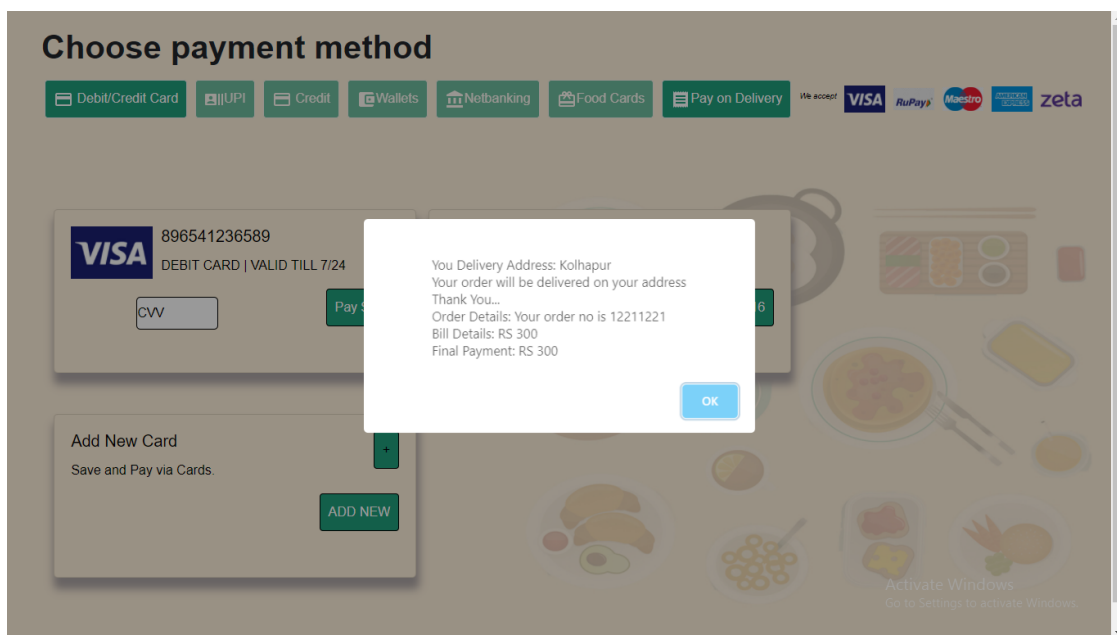 Choose payment method
Debit/Credit Card UPI Credit Wallets Netbanking Food Cards Pay on Delivery We accept VISA RuPay Maestro AMERICAN EXPRESS zeta
VISA 896541236589
DEBIT CARD | VALID TILL 7/24
CVV Pay
6
You Delivery Address: Kolhapur
Your order will be delivered on your address
Thank You...
Order Details: Your order no is 12211221
Bill Details: RS 300
Final Payment: RS 300
OK
Add New Card +
Save and Pay via Cards.
ADD NEW
Activate Windows
Go to Settings to activate Windows.